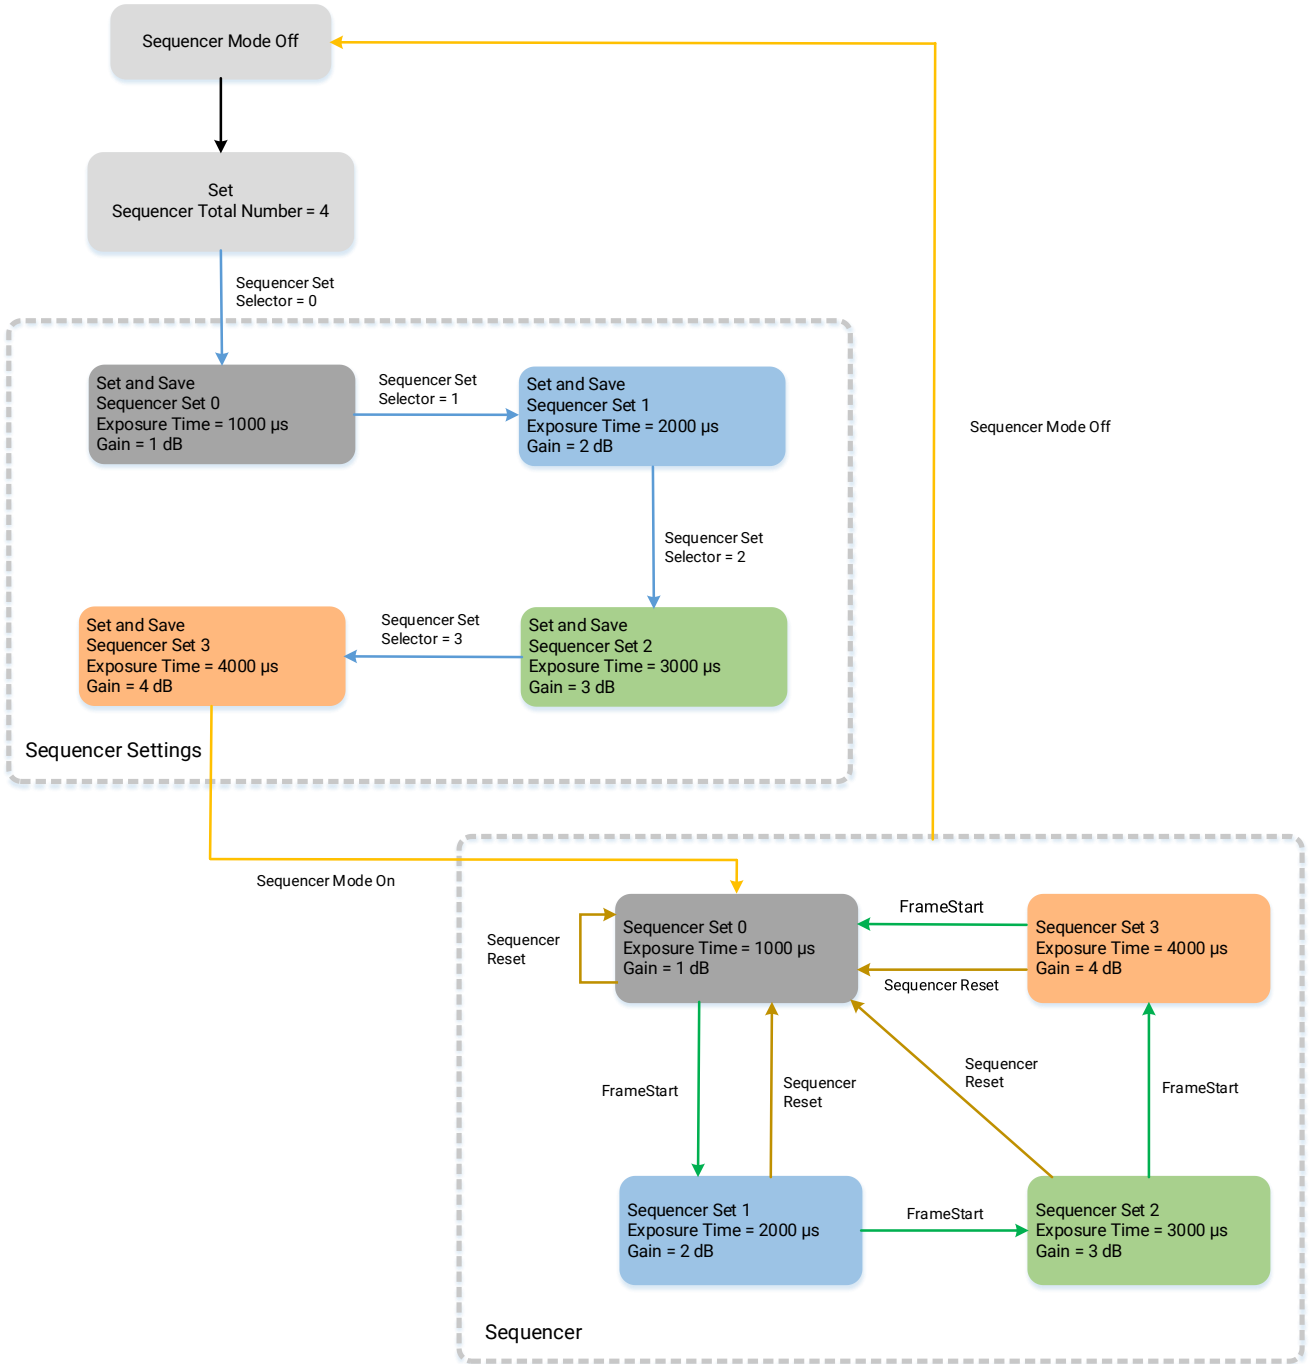 Sequencer Mode Off
Set
Sequencer Total Number = 4
Sequencer Set
Selector = 0
Set and Save
Sequencer Set 0
Exposure Time = 1000 µs
Gain = 1 dB
Sequencer Set
Selector = 1
Set and Save
Sequencer Set 1
Exposure Time = 2000 µs
Gain = 2 dB
Sequencer Mode Off
Sequencer Set
Selector = 2
Set and Save
Sequencer Set 3
Exposure Time = 4000 µs
Gain = 4 dB
Sequencer Set
Selector = 3
Set and Save
Sequencer Set 2
Exposure Time = 3000 µs
Gain = 3 dB
Sequencer Settings
Sequencer Mode On
Sequencer
Reset
Sequencer Set 0
Exposure Time = 1000 µs
Gain = 1 dB
FrameStart
Sequencer Reset
Sequencer Set 3
Exposure Time = 4000 µs
Gain = 4 dB
FrameStart
Sequencer
Reset
Sequencer
Reset
FrameStart
Sequencer Set 1
Exposure Time = 2000 µs
Gain = 2 dB
FrameStart
Sequencer Set 2
Exposure Time = 3000 µs
Gain = 3 dB
Sequencer